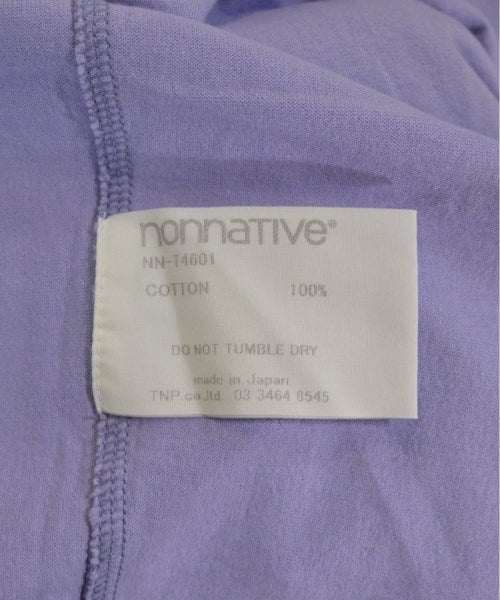 nonnative®
NN-T4601
COTTON 100%
DO NOT TUMBLE DRY
made in Japan
TNP.co.,ltd. 03 3464 8545